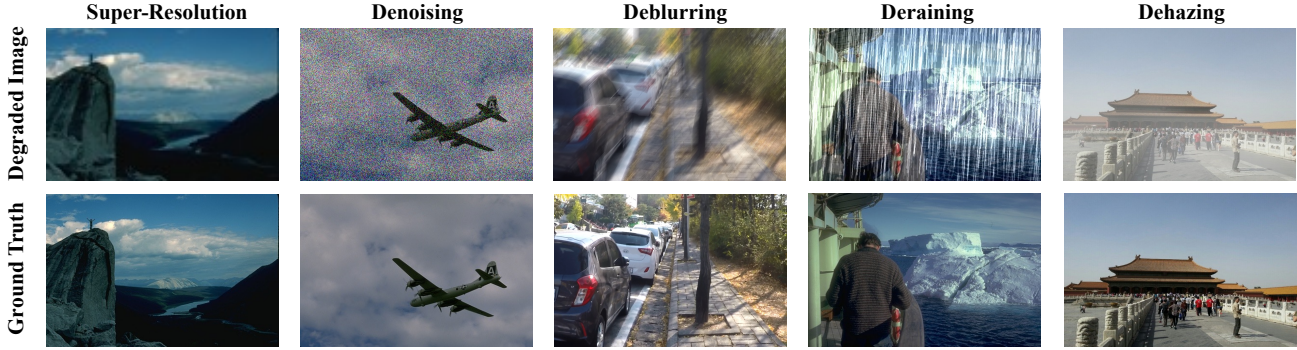 Super-Resolution Denoising Deblurring Deraining Dehazing
Degraded Image
Ground Truth
A